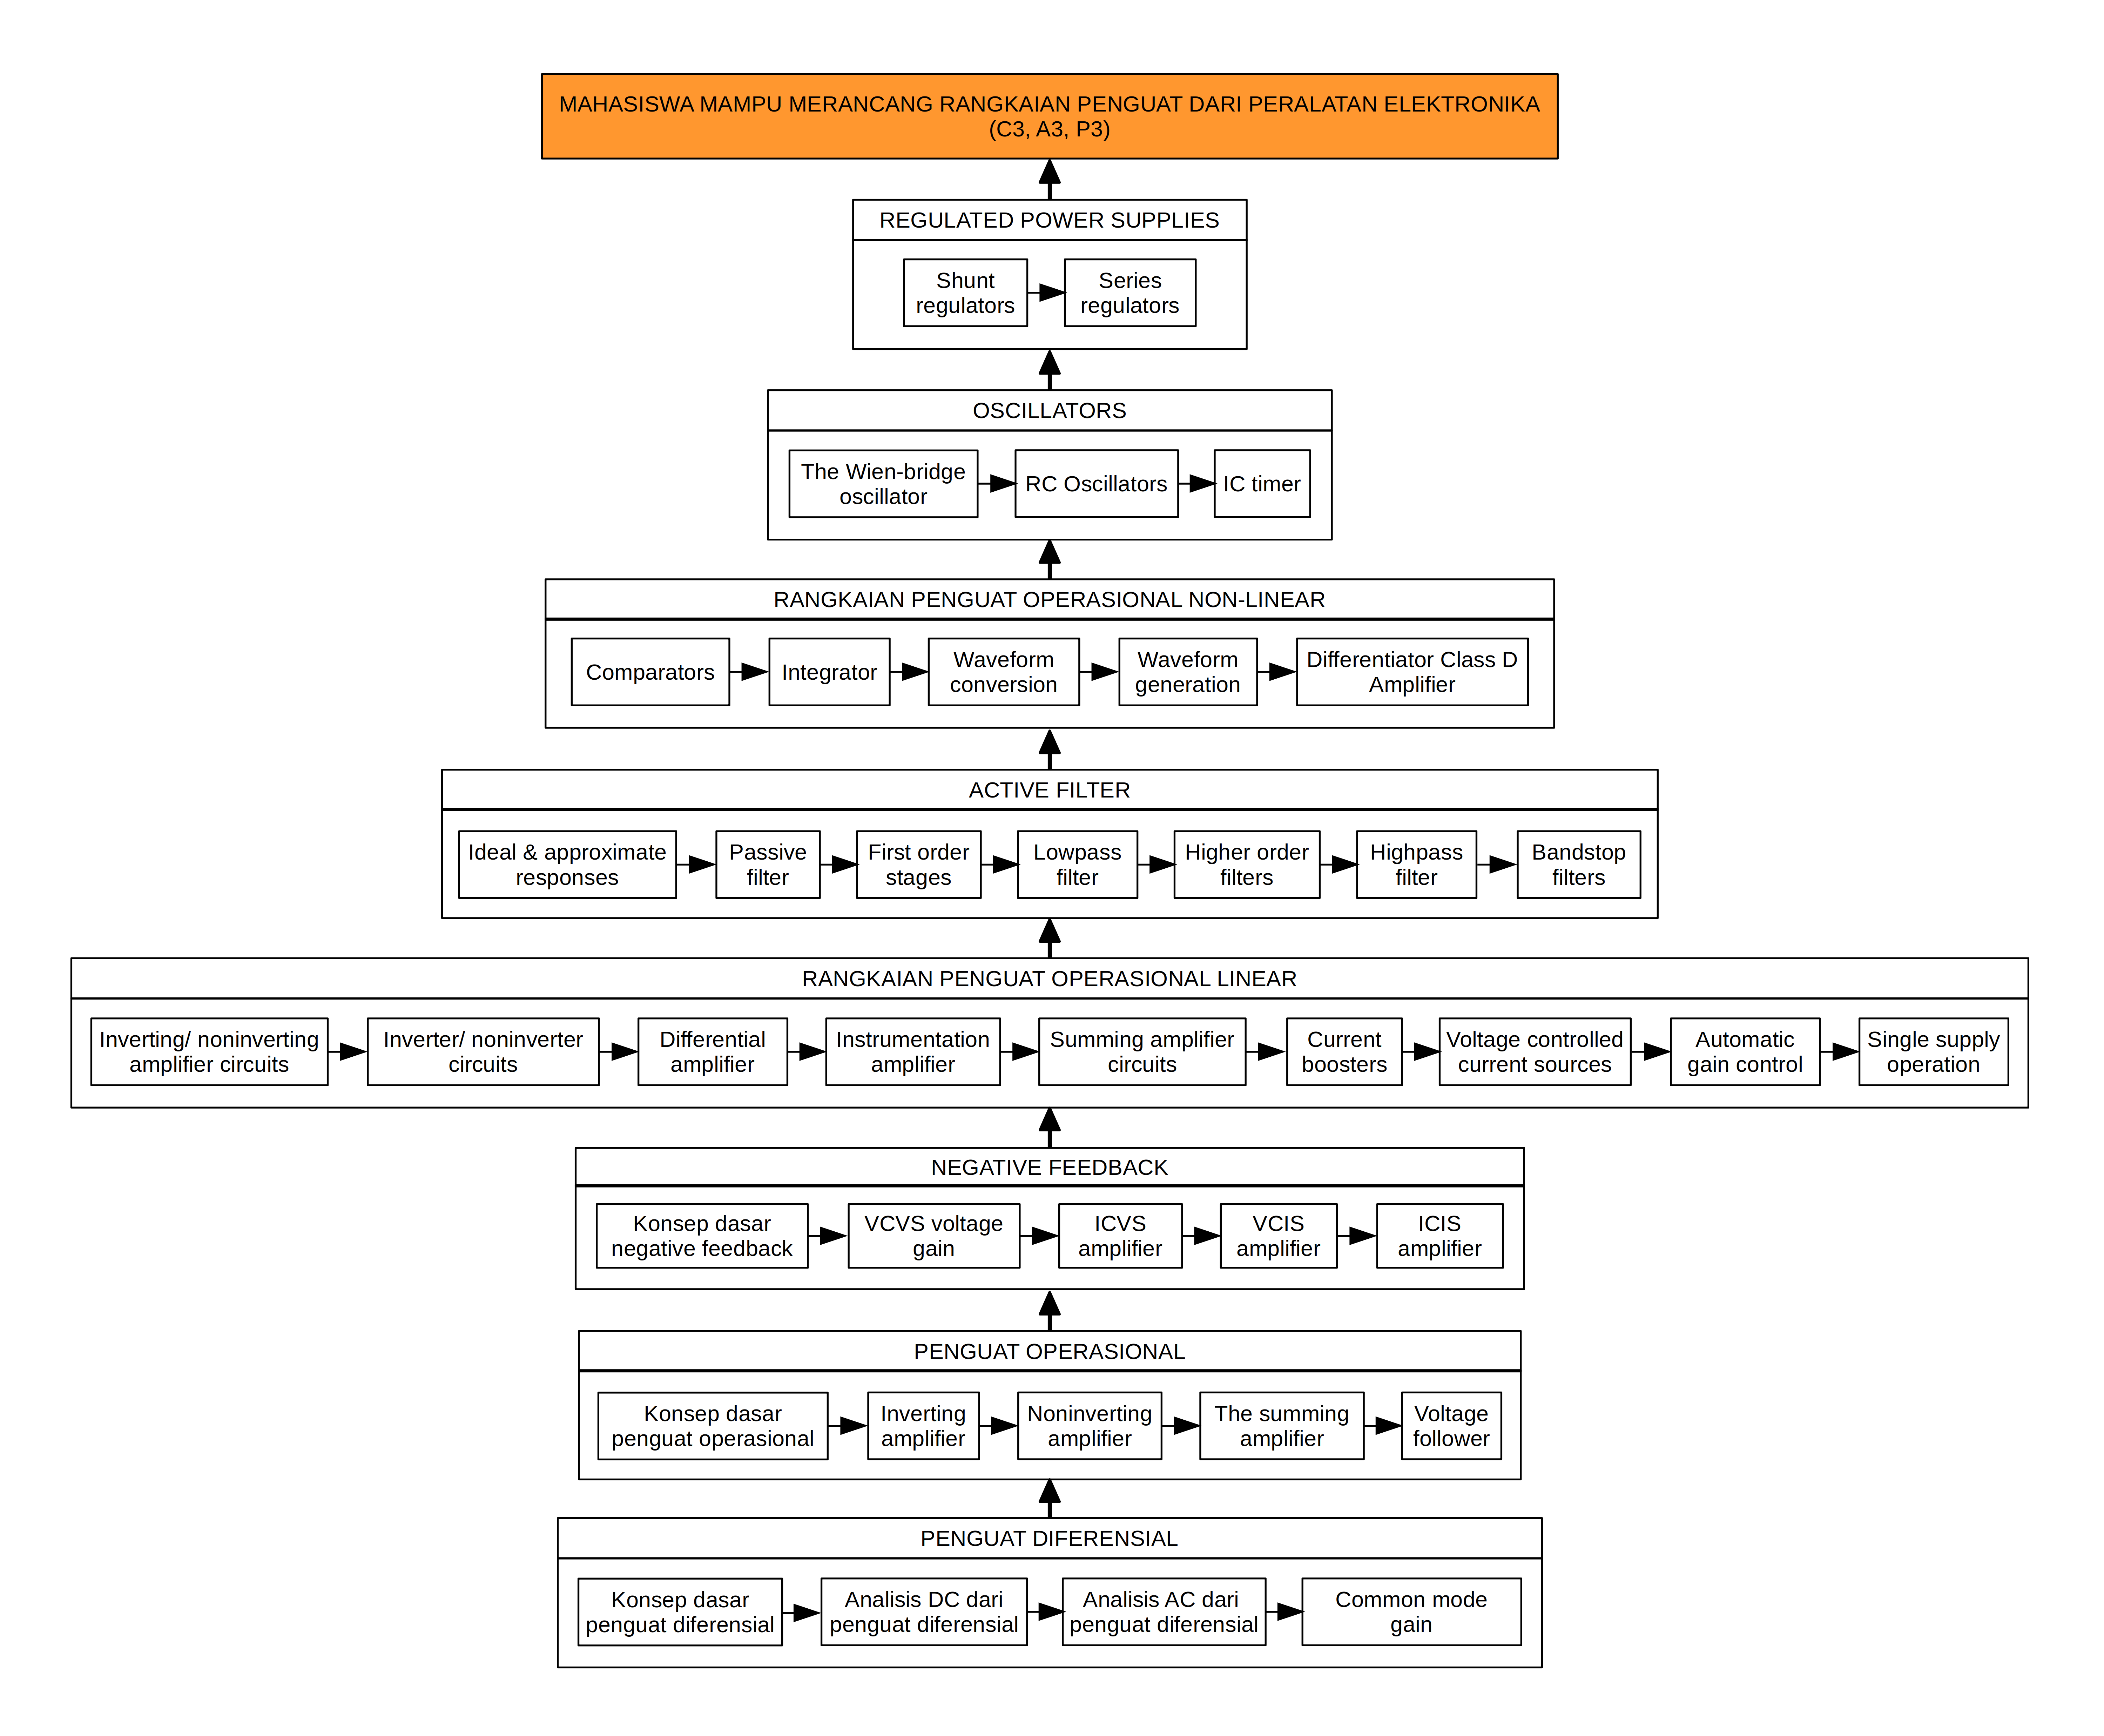 MAHASISWA MAMPU MERANCANG RANGKAIAN PENGUAT DARI PERALATAN ELEKTRONIKA
(C3, A3, P3)
REGULATED POWER SUPPLIES
Shunt
regulators
Series
regulators
OSCILLATORS
The Wien-bridge
oscillator
RC Oscillators
IC timer
RANGKAIAN PENGUAT OPERASIONAL NON-LINEAR
Comparators
Integrator
Waveform
conversion
Waveform
generation
Differentiator Class D
Amplifier
ACTIVE FILTER
Ideal & approximate
responses
Passive
filter
First order
stages
Lowpass
filter
Higher order
filters
Highpass
filter
Bandstop
filters
RANGKAIAN PENGUAT OPERASIONAL LINEAR
Inverting/ noninverting
amplifier circuits
Inverter/ noninverter
circuits
Differential
amplifier
Instrumentation
amplifier
Summing amplifier
circuits
Current
boosters
Voltage controlled
current sources
Automatic
gain control
Single supply
operation
NEGATIVE FEEDBACK
Konsep dasar
negative feedback
VCVS voltage
gain
ICVS
amplifier
VCIS
amplifier
ICIS
amplifier
PENGUAT OPERASIONAL
Konsep dasar
penguat operasional
Inverting
amplifier
Noninverting
amplifier
The summing
amplifier
Voltage
follower
PENGUAT DIFERENSIAL
Konsep dasar
penguat diferensial
Analisis DC dari
penguat diferensial
Analisis AC dari
penguat diferensial
Common mode
gain